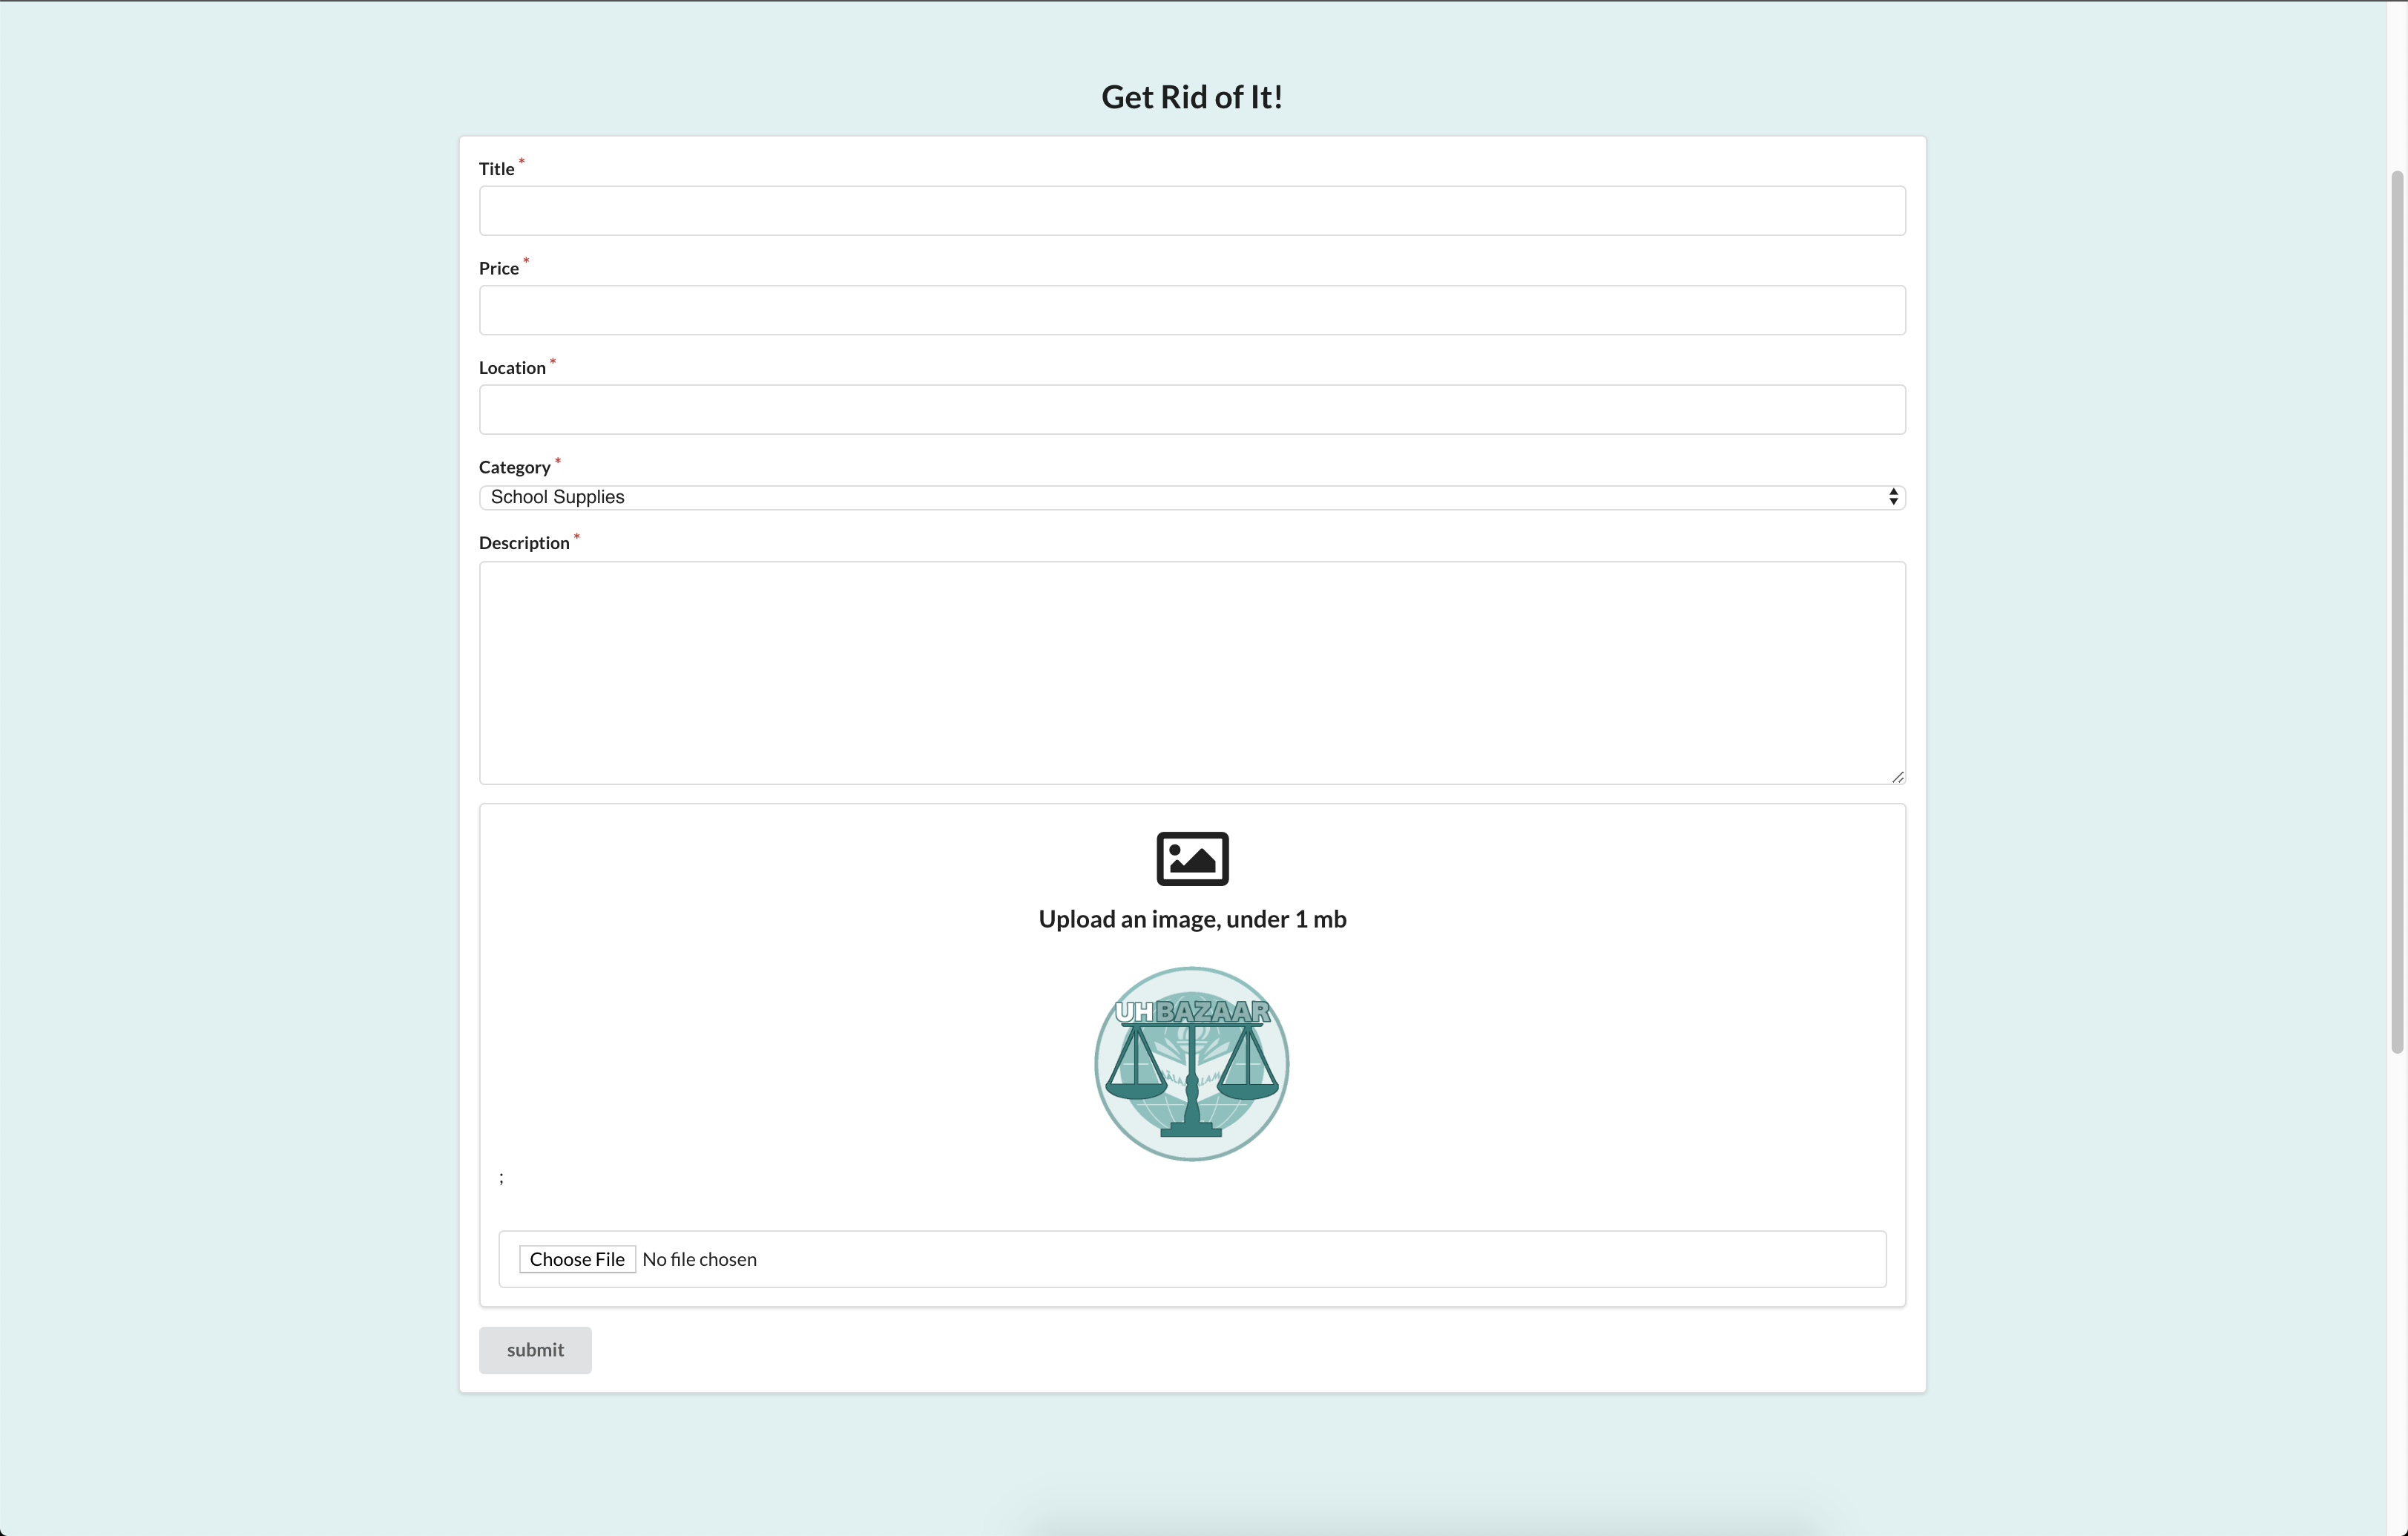 Get Rid of It!
Title *
Price *
Location *
Category *
School Supplies
Description *
Upload an image, under 1 mb
UHBAZAAR
;
Choose File No file chosen
submit